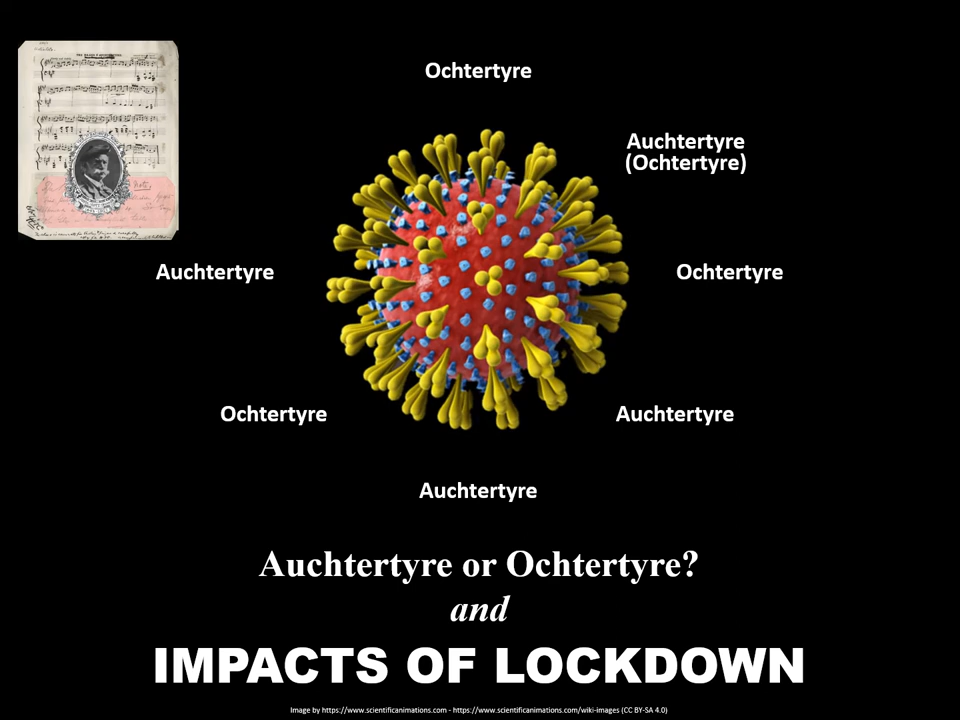 Ochtertyre
Auchtertyre
(Ochtertyre)
Auchtertyre
Ochtertyre
Ochtertyre
Auchtertyre
Auchtertyre
Auchtertyre or Ochtertyre?
and
IMPACTS OF LOCKDOWN
Image by https://www.scientificanimations.com - https://www.scientificanimations.com/wiki-images (CC BY-SA 4.0)